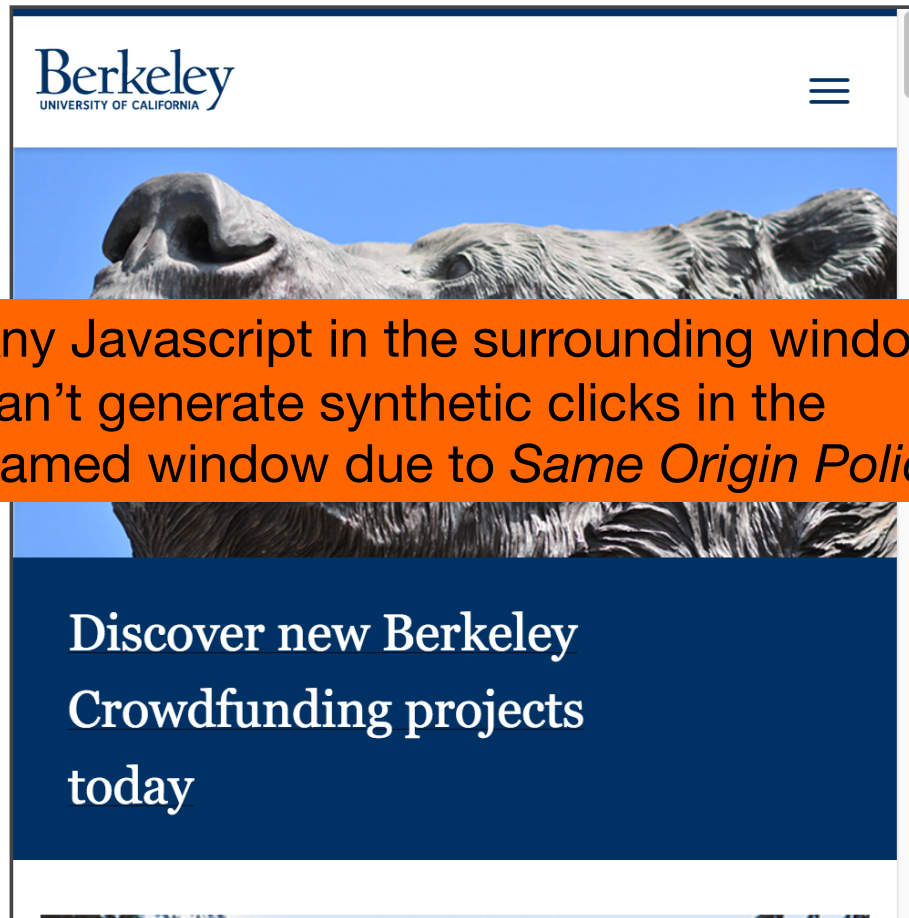 Berkeley
UNIVERSITY OF CALIFORNIA
ny Javascript in the surrounding windo
an’t generate synthetic clicks in the
amed window due to Same Origin Polic
Discover new Berkeley
Crowdfunding projects
today